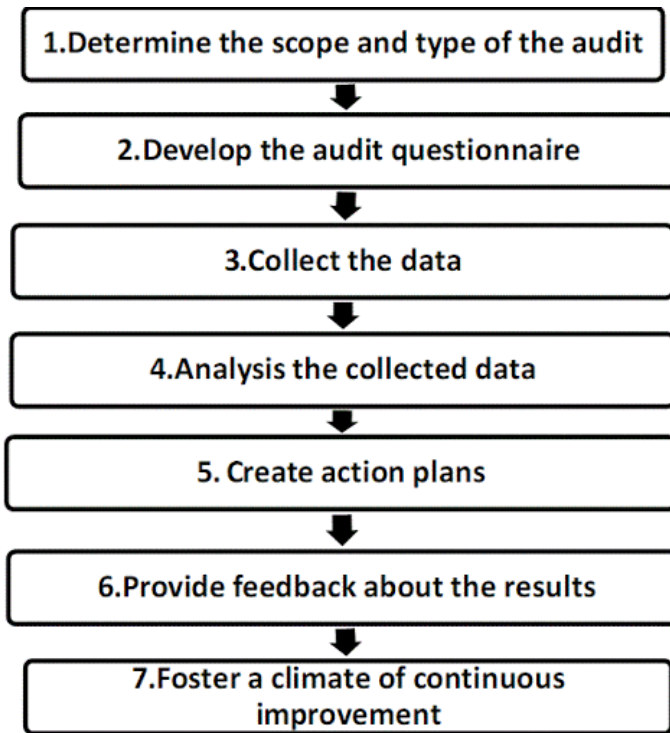 1.Determine the scope and type of the audit
2.Develop the audit questionnaire
3.Collect the data
4.Analysis the collected data
5. Create action plans
6.Provide feedback about the results
7.Foster a climate of continuous
improvement